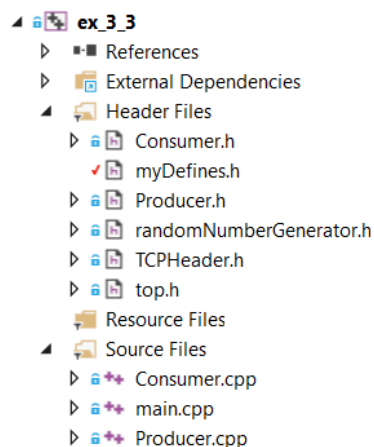 ex_3_3
References
External Dependencies
Header Files
Consumer.h
myDefines.h
Producer.h
randomNumberGenerator.h
TCPHeader.h
top.h
Resource Files
Source Files
Consumer.cpp
main.cpp
Producer.cpp